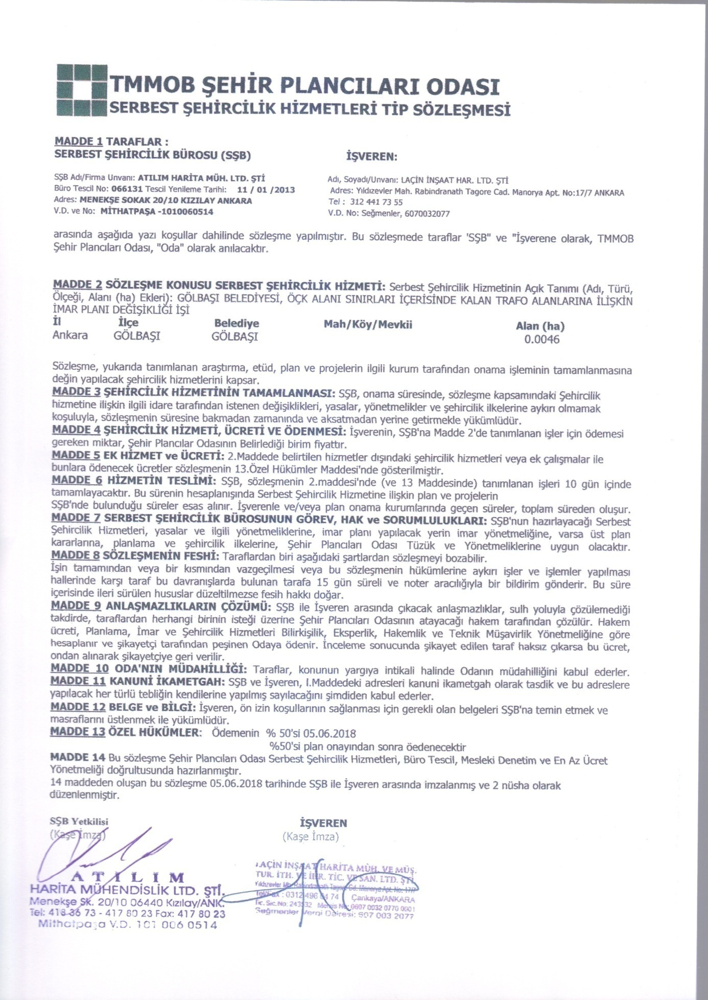 TMMOB ŞEHİR PLANCILARI ODASI
SERBEST ŞEHİRCİLİK HİZMETLERİ TİP SÖZLEŞMESİ
MADDE 1 TARAFLAR :
SERBEST ŞEHİRCİLİK BÜROSU (SŞB)
İŞVEREN:
SŞB Adı/Firma Unvanı: ATILIM HARİTA MÜH. LTD. ŞTİ
Büro Tescil No: 066131 Tescil Yenileme Tarihi: 11 / 01 /2013
Adres: MENEKŞE SOKAK 20/10 KIZILAY ANKARA
V.D. ve No: MİTHATPAŞA -1010060514
Adı, Soyadı/Unvanı: LAÇİN İNŞAAT HAR. LTD. ŞTİ
Adres: Yıldızevler Mah. Rabindranath Tagore Cad. Manorya Apt. No:17/7 ANKARA
Tel : 312 441 73 55
V.D. No: Seğmenler, 6070032077
arasında aşağıda yazı koşullar dahilinde sözleşme yapılmıştır. Bu sözleşmede taraflar 'SŞB" ve "İşverene olarak, TMMOB
Şehir Plancıları Odası, "Oda" olarak anılacaktır.
MADDE 2 SÖZLEŞME KONUSU SERBEST ŞEHİRCİLİK HİZMETİ: Serbest Şehircilik Hizmetinin Açık Tanımı (Adı, Türü,
Ölçeği, Alanı (ha) Ekleri): GÖLBAŞI BELEDİYESİ, ÖÇK ALANI SINIRLARI İÇERİSİNDE KALAN TRAFO ALANLARINA İLİŞKİN
İMAR PLANI DEĞİŞİKLİĞİ İŞİ
İl İlçe Belediye Mah/Köy/Mevkii Alan (ha)
Ankara GÖLBAŞI GÖLBAŞI 0.0046
Sözleşme, yukarıda tanımlanan araştırma, etüd, plan ve projelerin ilgili kurum tarafından onama işleminin tamamlanmasına
değin yapılacak şehircilik hizmetlerini kapsar.
MADDE 3 ŞEHİRCİLİK HİZMETİNİN TAMAMLANMASI: SŞB, onama süresinde, sözleşme kapsamındaki Şehircilik
hizmetine ilişkin ilgili idare tarafından istenen değişiklikleri, yasalar, yönetmelikler ve şehircilik ilkelerine aykırı olmamak
koşuluyla, sözleşmenin süresine bakmadan zamanında ve aksatmadan yerine getirmekle yükümlüdür.
MADDE 4 ŞEHİRCİLİK HİZMETİ, ÜCRETİ VE ÖDENMESİ: İşverenin, SŞB'na Madde 2'de tanımlanan işler için ödemesi
gereken miktar, Şehir Plancılar Odasının Belirlediği birim fiyattır.
MADDE 5 EK HİZMET ve ÜCRETİ: 2.Maddede belirtilen hizmetler dışındaki şehircilik hizmetleri veya ek çalışmalar ile
bunlara ödenecek ücretler sözleşmenin 13.Özel Hükümler Maddesi'nde gösterilmiştir.
MADDE 6 HİZMETİN TESLİMİ: SŞB, sözleşmenin 2.maddesi'nde (ve 13 Maddesinde) tanımlanan işleri 10 gün içinde
tamamlayacaktır. Bu sürenin hesaplanışında Serbest Şehircilik Hizmetine ilişkin plan ve projelerin
SŞB'nde bulunduğu süreler esas alınır. İşverenle ve/veya plan onama kurumlarında geçen süreler, toplam süreden oluşur.
MADDE 7 SERBEST ŞEHİRCİLİK BÜROSUNUN GÖREV, HAK ve SORUMLULUKLARI: SŞB'nun hazırlayacağı Serbest
Şehircilik Hizmetleri, yasalar ve ilgili yönetmeliklerine, imar planı yapılacak yerin imar yönetmeliğine, varsa üst plan
kararlarına, planlama ve şehircilik ilkelerine, Şehir Plancıları Odası Tüzük ve Yönetmeliklerine uygun olacaktır.
MADDE 8 SÖZLEŞMENİN FESHİ: Taraflardan biri aşağıdaki şartlardan sözleşmeyi bozabilir.
İşin tamamından veya bir kısmından vazgeçilmesi veya bu sözleşmenin hükümlerine aykırı işler ve işlemler yapılması
hallerinde karşı taraf bu davranışlarda bulunan tarafa 15 gün süreli ve noter aracılığıyla bir bildirim gönderir. Bu süre
içerisinde ileri sürülen hususlar düzeltilmezse fesih hakkı doğar.
MADDE 9 ANLAŞMAZLIKLARIN ÇÖZÜMÜ: SŞB ile İşveren arasında çıkacak anlaşmazlıklar, sulh yoluyla çözülemediği
takdirde, taraflardan herhangi birinin isteği üzerine Şehir Plancıları Odasının atayacağı hakem tarafından çözülür. Hakem
ücreti, Planlama, İmar ve Şehircilik Hizmetleri Bilirkişilik, Eksperlik, Hakemlik ve Teknik Müşavirlik Yönetmeliğine göre
hesaplanır ve şikayetçi tarafından peşinen Odaya ödenir. İnceleme sonucunda şikayet edilen taraf haksız çıkarsa bu ücret,
ondan alınarak şikayetçiye geri verilir.
MADDE 10 ODA'NIN MÜDAHİLLİĞİ: Taraflar, konunun yargıya intikali halinde Odanın müdahilliğini kabul ederler.
MADDE 11 KANUNİ İKAMETGAH: SŞB ve İşveren, I.Maddedeki adresleri kanuni ikametgah olarak tasdik ve bu adreslere
yapılacak her türlü tebliğin kendilerine yapılmış sayılacağını şimdiden kabul ederler.
MADDE 12 BELGE ve BİLGİ: İşveren, ön izin koşullarının sağlanması için gerekli olan belgeleri SŞB'na temin etmek ve
masraflarını üstlenmek ile yükümlüdür.
MADDE 13 ÖZEL HÜKÜMLER: Ödemenin % 50'si 05.06.2018
%50'si plan onayından sonra öedenecektir
MADDE 14 Bu sözleşme Şehir Plancıları Odası Serbest Şehircilik Hizmetleri, Büro Tescil, Mesleki Denetim ve En Az Ücret
Yönetmeliği doğrultusunda hazırlanmıştır.
14 maddeden oluşan bu sözleşme 05.06.2018 tarihinde SŞB ile İşveren arasında imzalanmış ve 2 nüsha olarak
düzenlenmiştir.
SŞB Yetkilisi
(Kaşe İmza)
İŞVEREN
(Kaşe İmza)
ATILIM
HARİTA MÜHENDİSLİK LTD. ŞTİ.
Menekşe Sk. 20/10 06440 Kızılay/ANK.
Tel: 418 36 73 - 417 80 23 Fax: 417 80 23
Mithatpaşa V.D. 101 006 0514
LAÇİN İNŞAAT HARİTA MÜH. VE MÜŞ.
TUR. İTH. VE İHR. TİC. VE SAN. LTD. ŞTİ.
Yıldızevler Mh. Rabindranath Tagore Cd. Manorya Apt. No: 17/7
Tel/Fax : 0312 496 74 Çankaya/ANKARA
Tic. Sic. No: 243532 Mersis No: 0607 0032 0770 0001
Seğmenler Vergi Dairesi: 607 003 2077